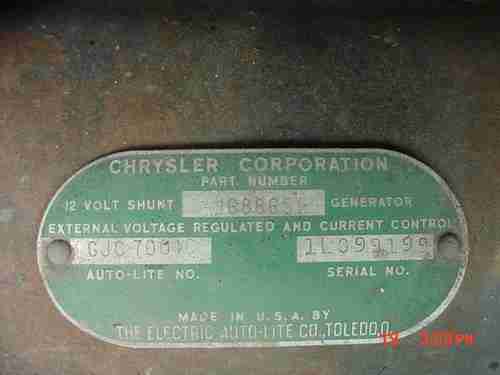 CHRYSLER CORPORATION
PART NUMBER
12 VOLT SHUNT GENERATOR
EXTERNAL VOLTAGE REGULATED AND CURRENT CONTROL
1L099199
AUTO-LITE NO. SERIAL NO.
MADE IN U.S.A. BY
THE ELECTRIC AUTO-LITE CO., TOLEDO, O.